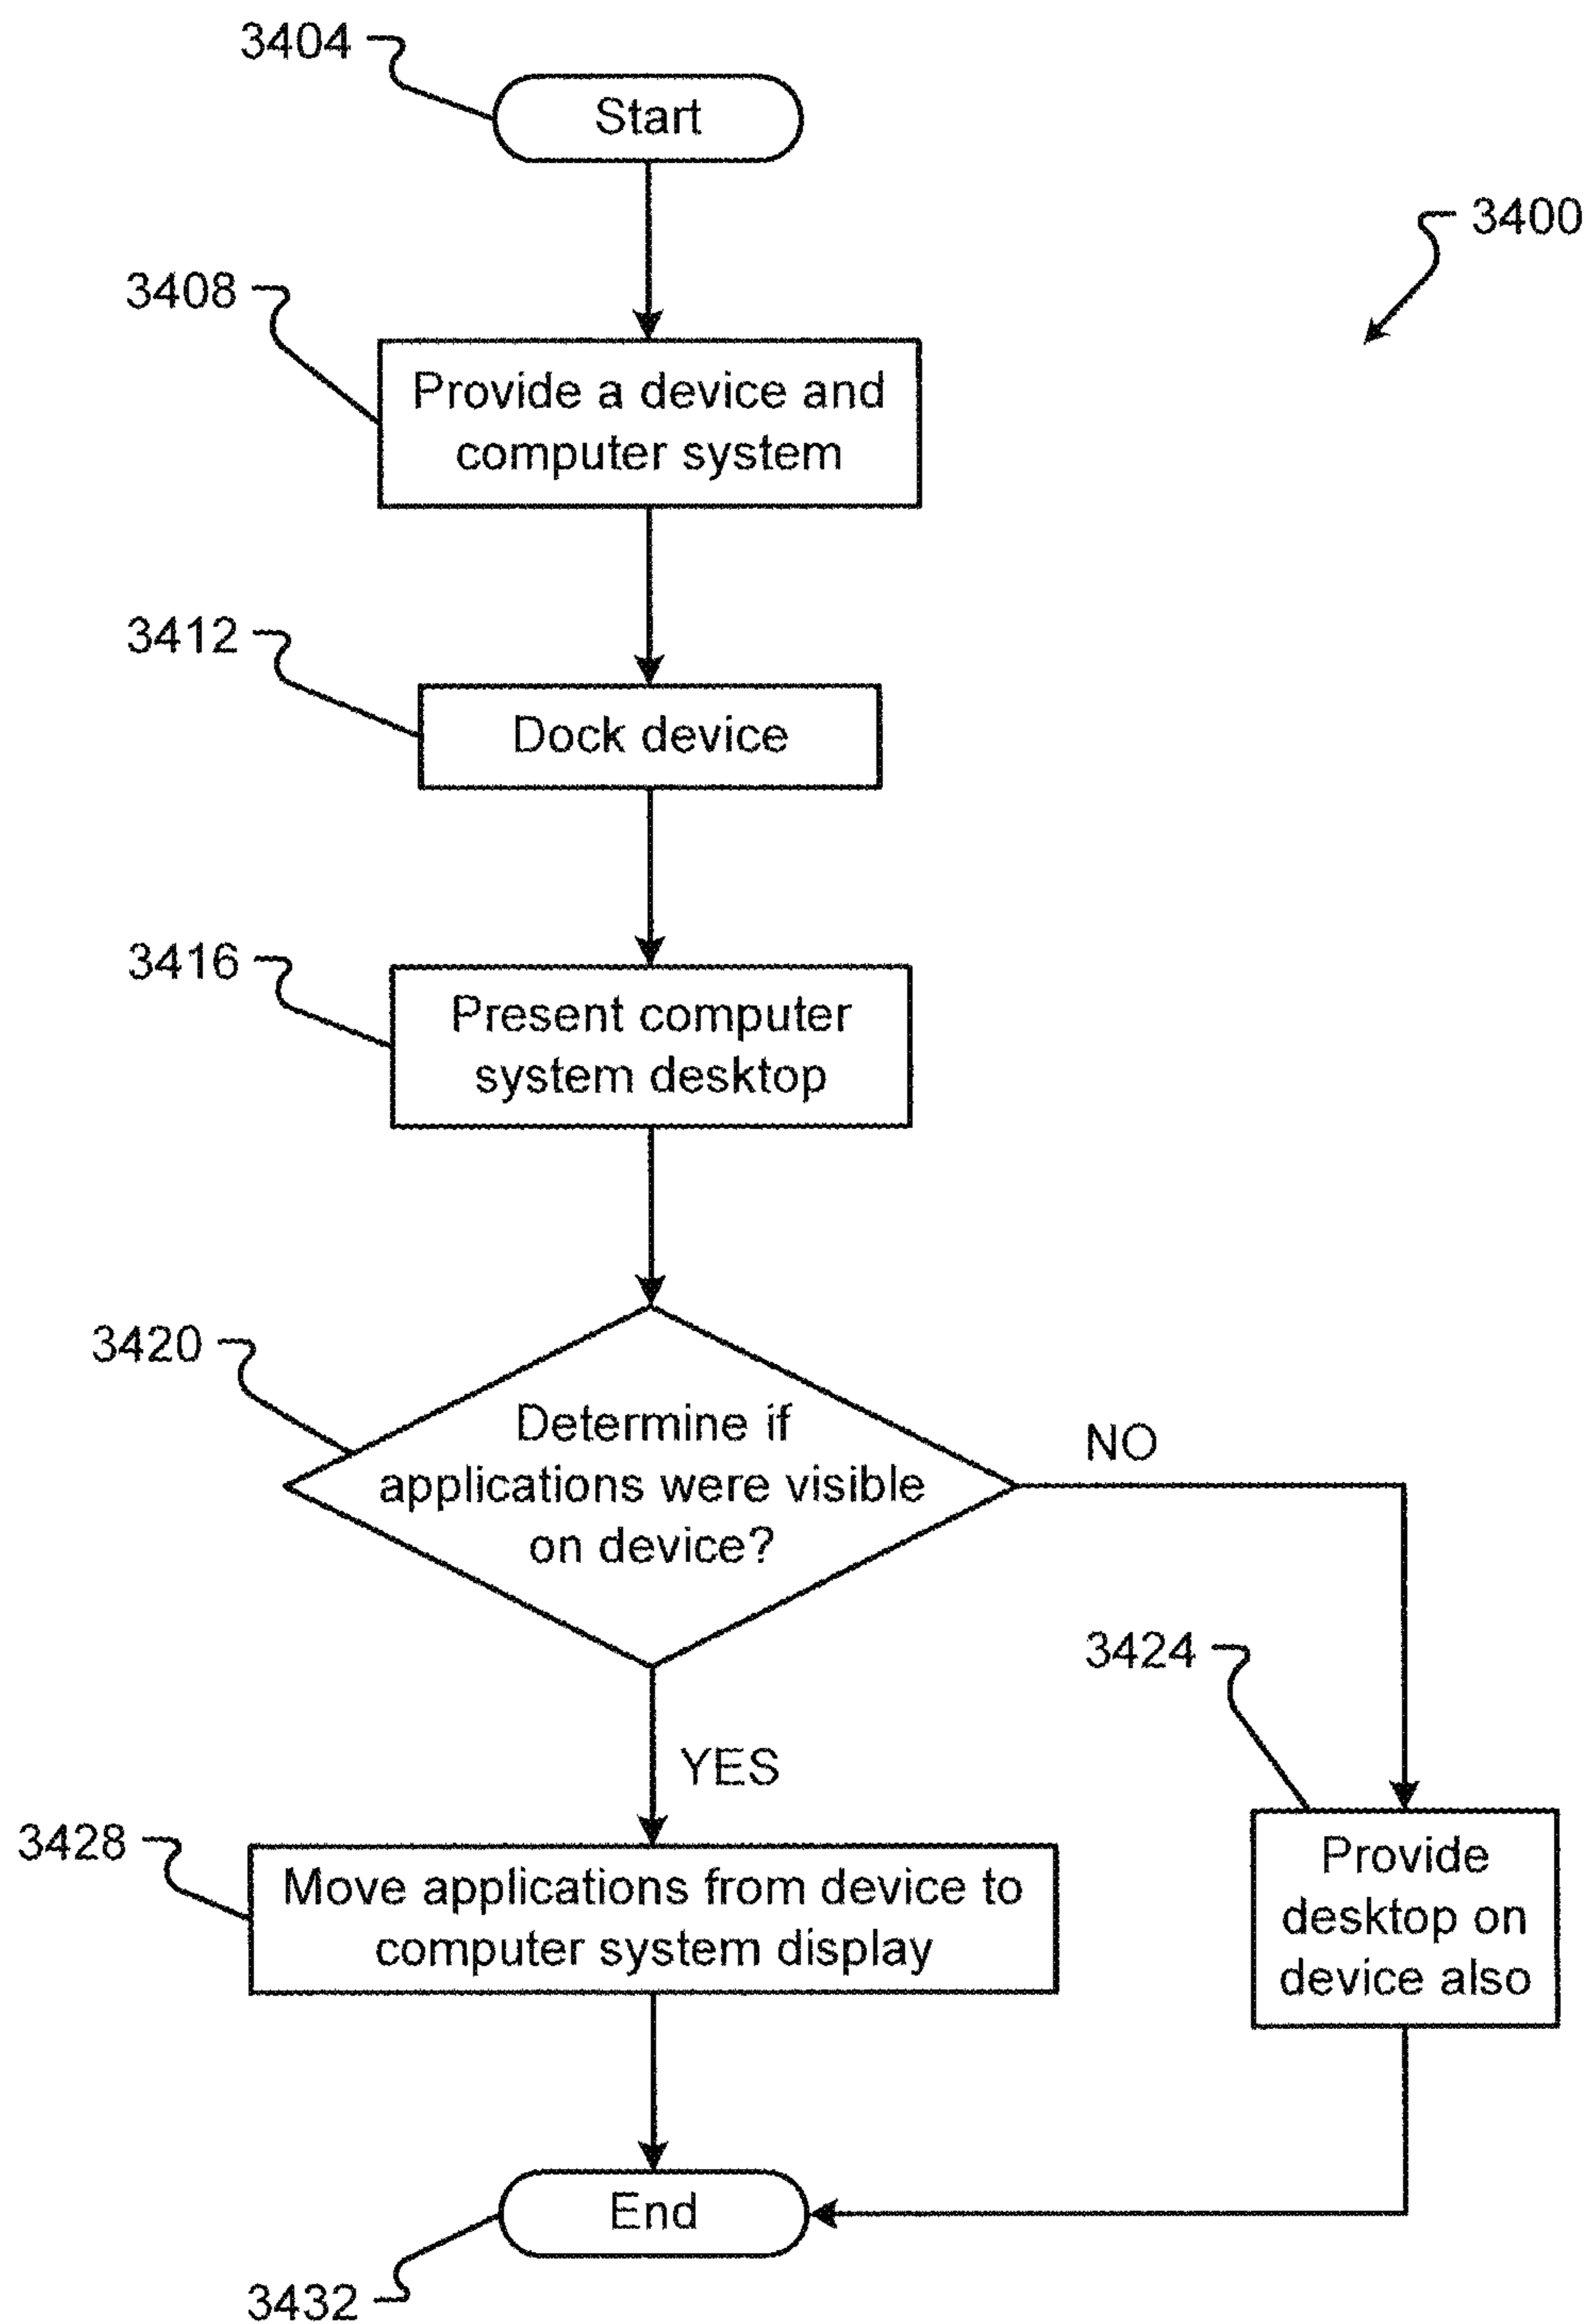 3404
Start
3400
3408
Provide a device and
computer system
3412
Dock device
3416
Present computer
system desktop
3420
Determine if
applications were visible
on device?
NO
3424
YES
3428
Move applications from device to
computer system display
Provide
desktop on
device also
End
3432